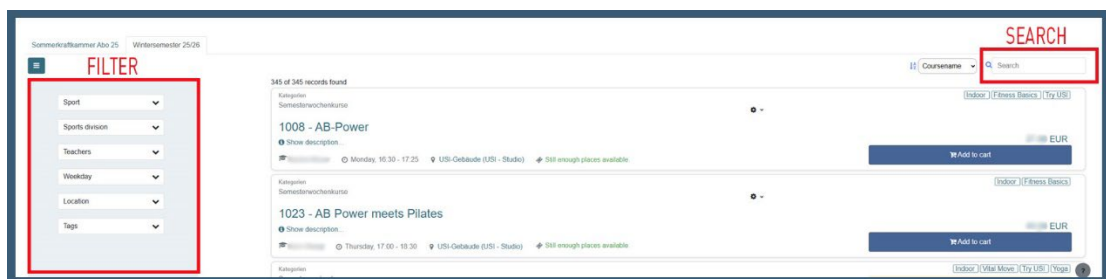 SEARCH
Sommerkraftkammer Abo 25 Wintersemester 25/26
FILTER
Coursename Search
345 of 345 records found
Sport
Sports division
Teachers
Weekday
Location
Tags
Kategorien
Semesterwochenkurse
Indoor Fitness Basics Try USI
1008 - AB-Power
Show description...
EUR
Monday, 16:30 - 17:25 USI-Gebäude (USI - Studio) Still enough places available.
Add to cart
Kategorien
Semesterwochenkurse
Indoor Fitness Basics
1023 - AB Power meets Pilates
Show description...
EUR
Thursday, 17:00 - 18:30 USI-Gebäude (USI - Studio) Still enough places available.
Add to cart
Kategorien
Indoor Vital Move Try USI Yoga ?